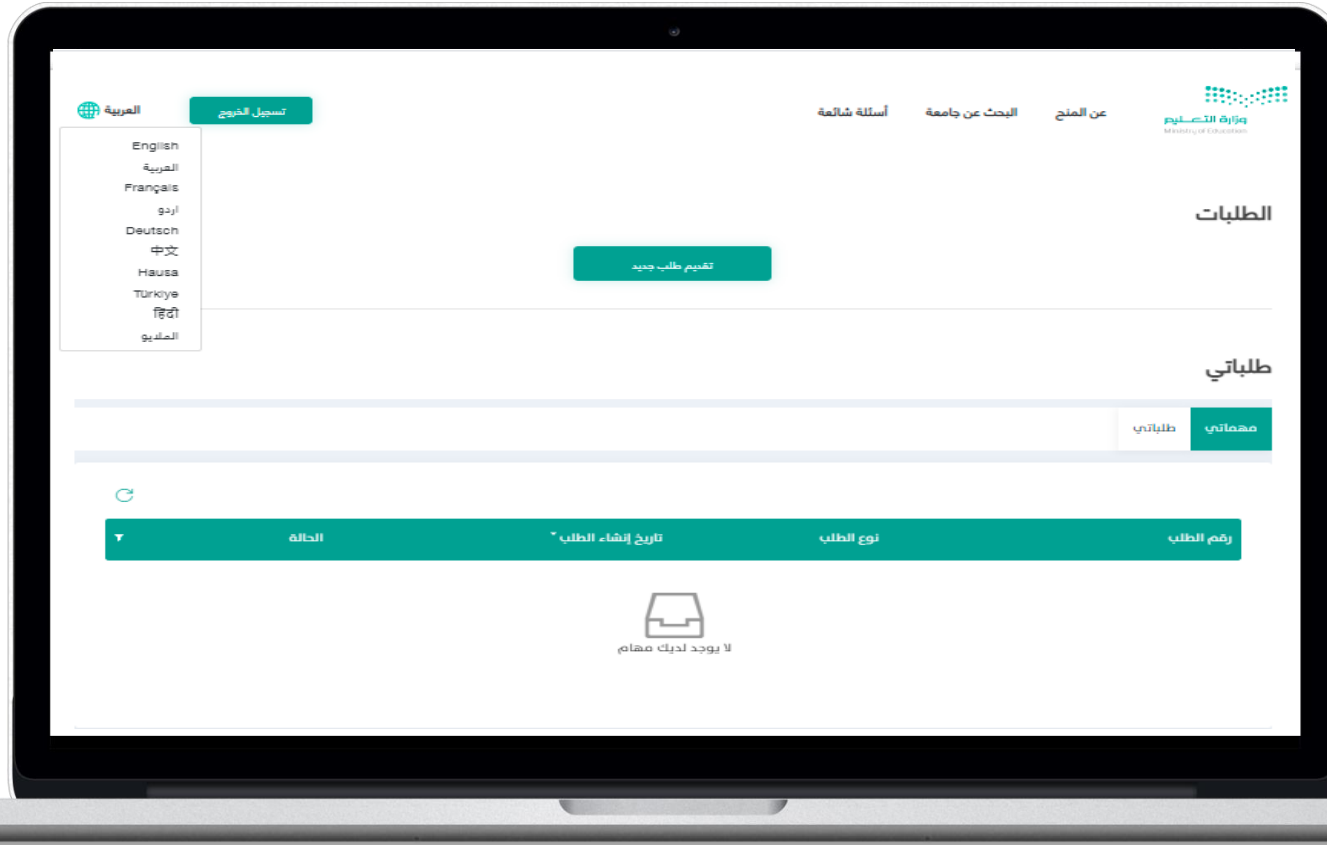 وزارة التعليم
Ministry of Education
عن المنح
البحث عن جامعة
أسئلة شائعة
تسجيل الخروج
العربية
English
العربية
Français
اردو
Deutsch
中文
Hausa
Türkiye
हिंदी
المالديو
الطلبات
تقديم طلب جديد
طلباتي
مهماتي
طلباتي
رقم الطلب
نوع الطلب
تاريخ إنشاء الطلب
الحالة
لا يوجد لديك مهام